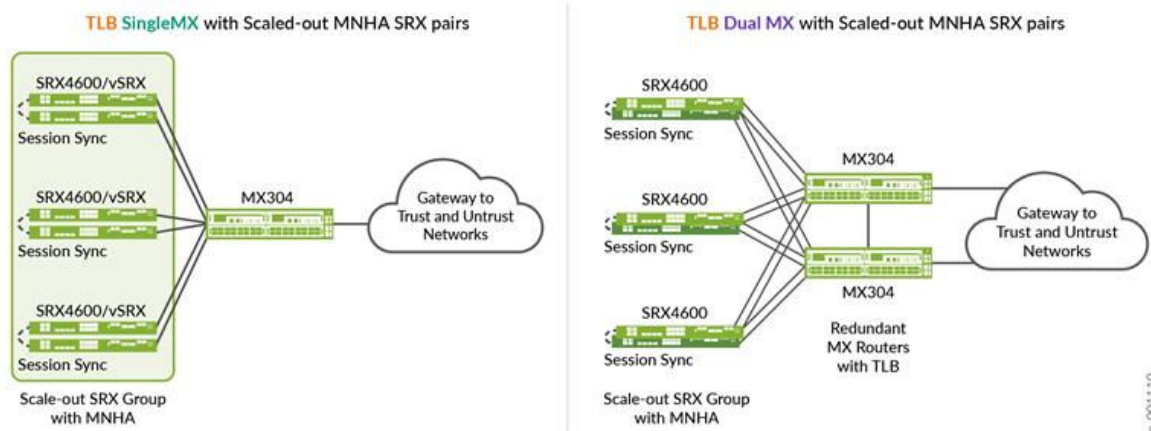 TLB SingleMX with Scaled-out MNHA SRX pairs
SRX4600/vSRX
Session Sync
SRX4600/vSRX
Session Sync
SRX4600/vSRX
Session Sync
Scale-out SRX Group
with MNHA
MX304
Gateway to
Trust and Untrust
Networks
TLB Dual MX with Scaled-out MNHA SRX pairs
SRX4600
Session Sync
SRX4600
Session Sync
SRX4600
Session Sync
Scale-out SRX Group
with MNHA
MX304
MX304
Redundant
MX Routers
with TLB
Gateway to
Trust and Untrust
Networks